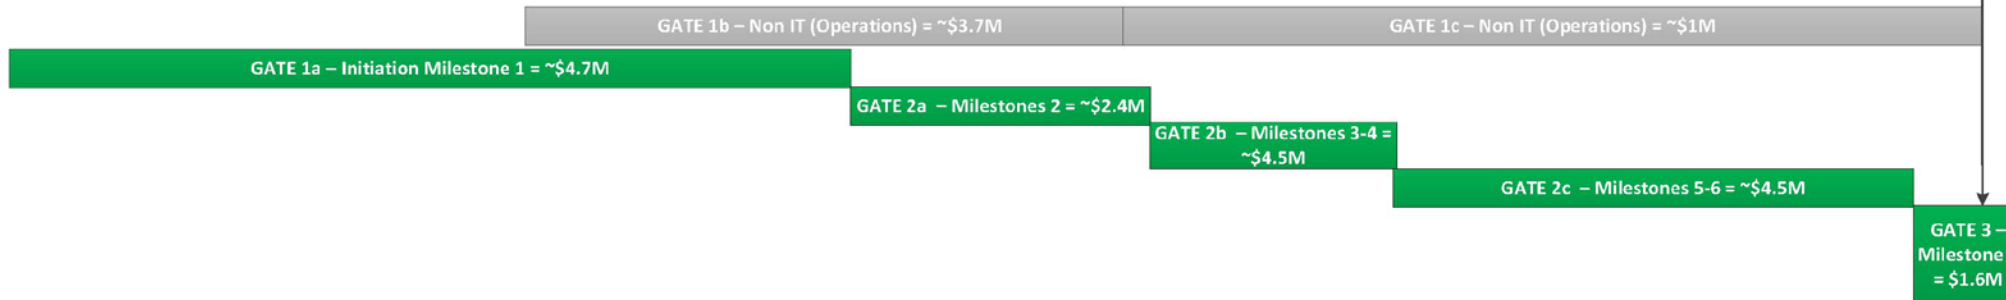 GATE 1b – Non IT (Operations) = ~$3.7M
GATE 1c – Non IT (Operations) = ~$1M
GATE 1a – Initiation Milestone 1 = ~$4.7M
GATE 2a – Milestones 2 = ~$2.4M
GATE 2b – Milestones 3-4 =
~$4.5M
GATE 2c – Milestones 5-6 = ~$4.5M
GATE 3 –
Milestone
= $1.6M